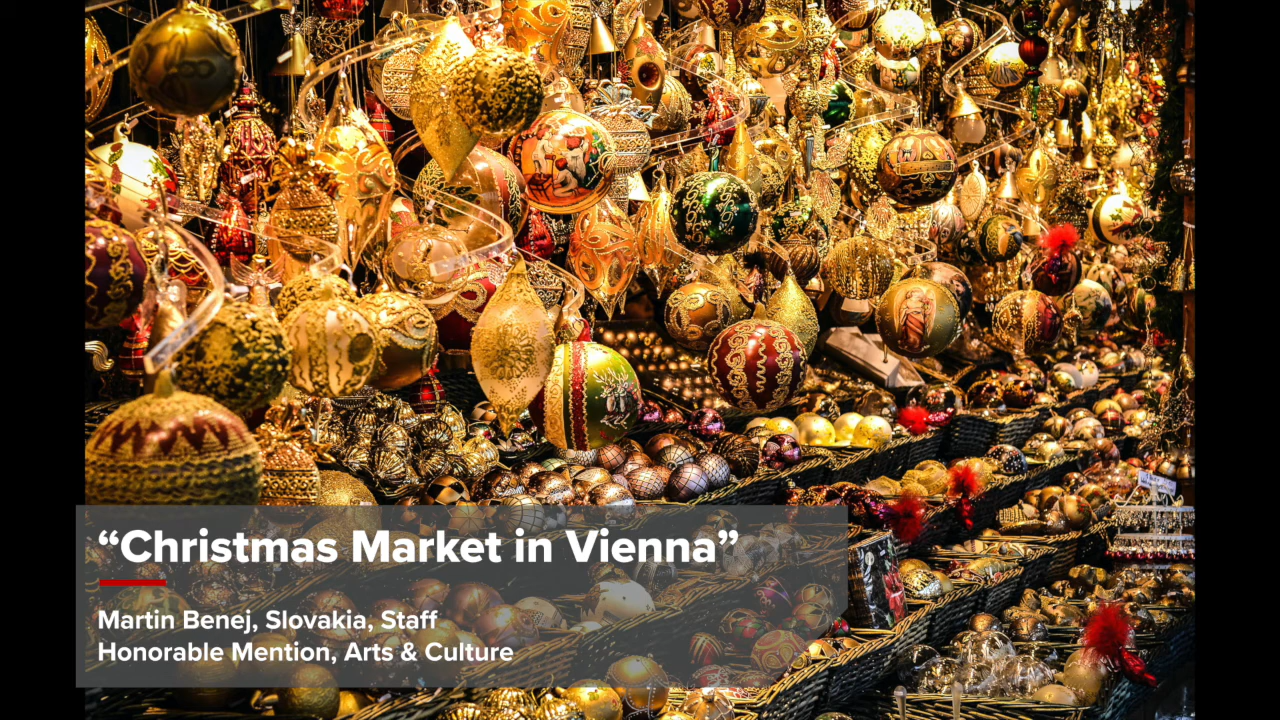 “Christmas Market in Vienna”
Martin Benej, Slovakia, Staff
Honorable Mention, Arts & Culture